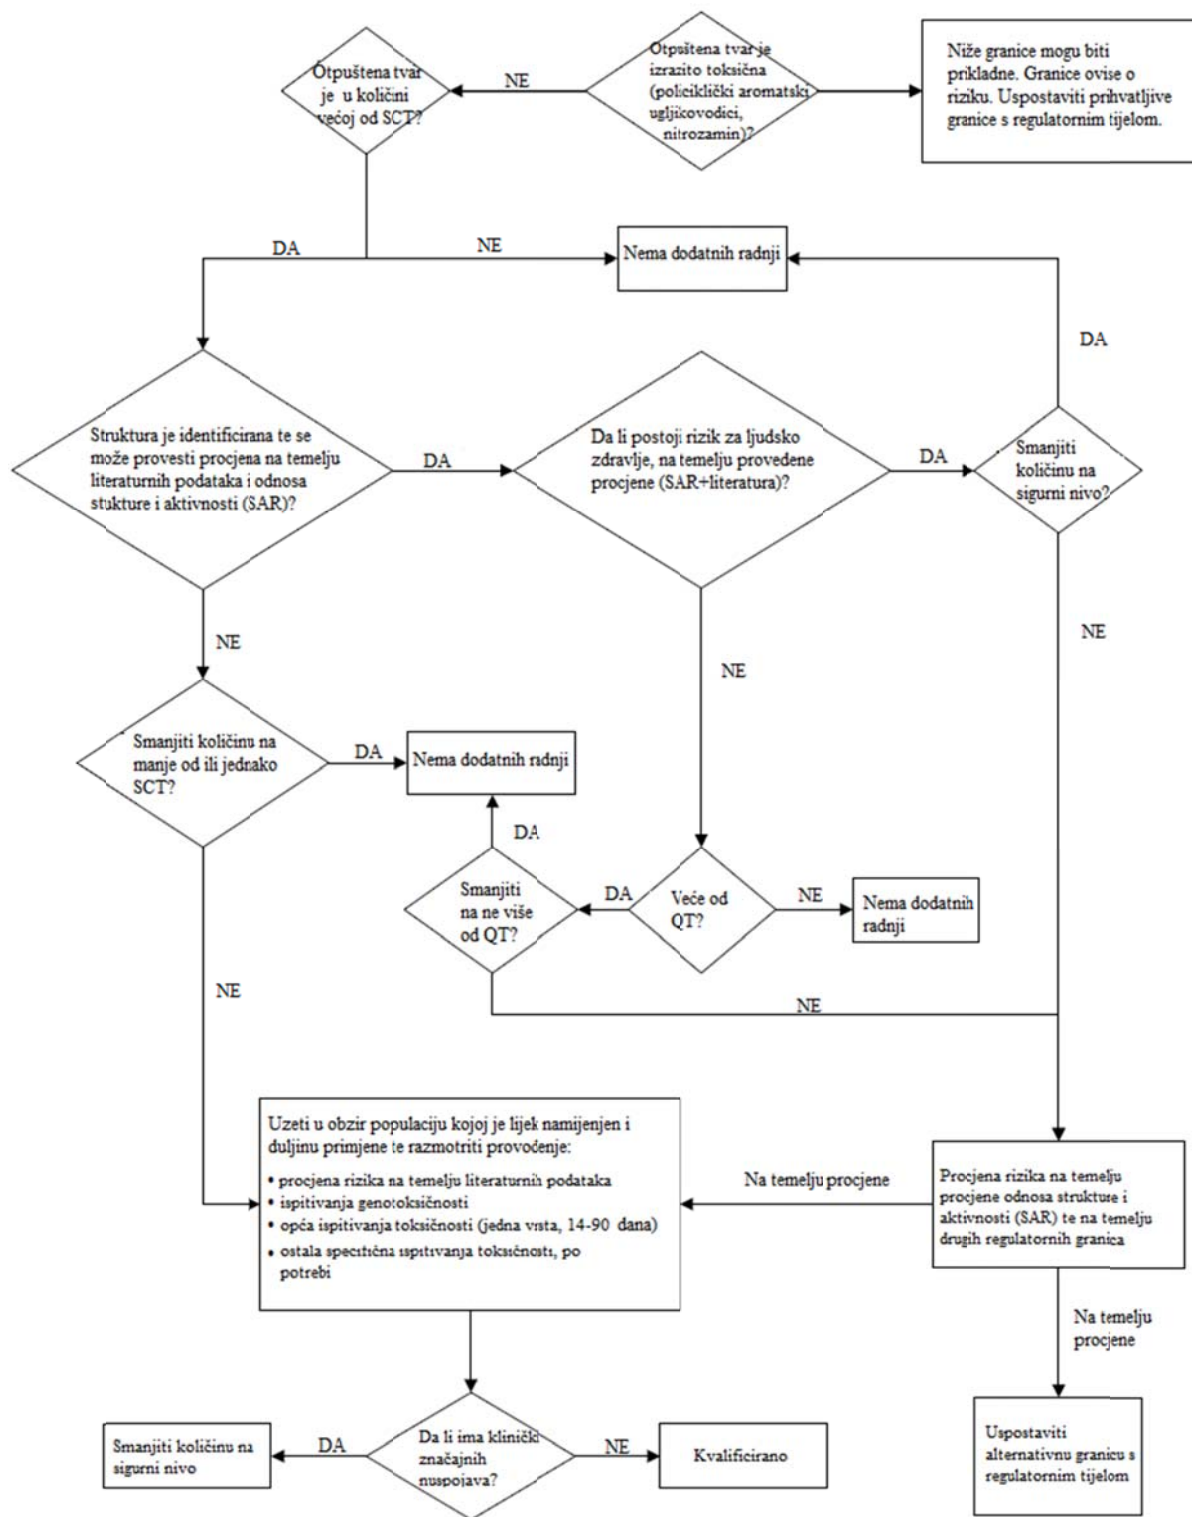 Otpuštena tvar
je u količini
većoj od SCT?
NE
Otpuštena tvar je
izrazito toksična
(policiklički aromatski
ugljikovodici,
nitrozamin)?
Niže granice mogu biti
prikladne. Granice ovise o
riziku. Uspostaviti prihvatljive
granice s regulatornim tijelom.
DA
NE
Nema dodatnih radnji
DA
Struktura je identificirana te se
može provesti procjena na temelju
literaturnih podataka i odnosa
stukture i aktivnosti (SAR)?
DA
Da li postoji rizik za ljudsko
zdravlje, na temelju provedene
procjene (SAR+literatura)?
DA
Smanjiti
količinu na
sigurni nivo?
NE
NE
NE
Smanjiti količinu na
manje od ili jednako
SCT?
DA
Nema dodatnih radnji
DA
Smanjiti
na ne više
od QT?
DA
Veće od
QT?
NE
Nema dodatnih
radnji
NE
NE
Uzeti u obzir populaciju kojoj je lijek namijenjen i
duljinu primjene te razmotriti provođenje:
• procjena rizika na temelju literaturnih podataka
• ispitivanja genotoksičnosti
• opća ispitivanja toksičnosti (jedna vrsta, 14-90 dana)
• ostala specifična ispitivanja toksičnosti, po
potrebi
Na temelju procjene
Procjena rizika na temelju
procjene odnosa strukture i
aktivnosti (SAR) te na temelju
drugih regulatornih granica
Na temelju
procjene
Smanjiti količinu na
sigurni nivo
DA
Da li ima klinički
značajnih
nuspojava?
NE
Kvalificirano
Uspostaviti
alternativnu granicu s
regulatornim tijelom